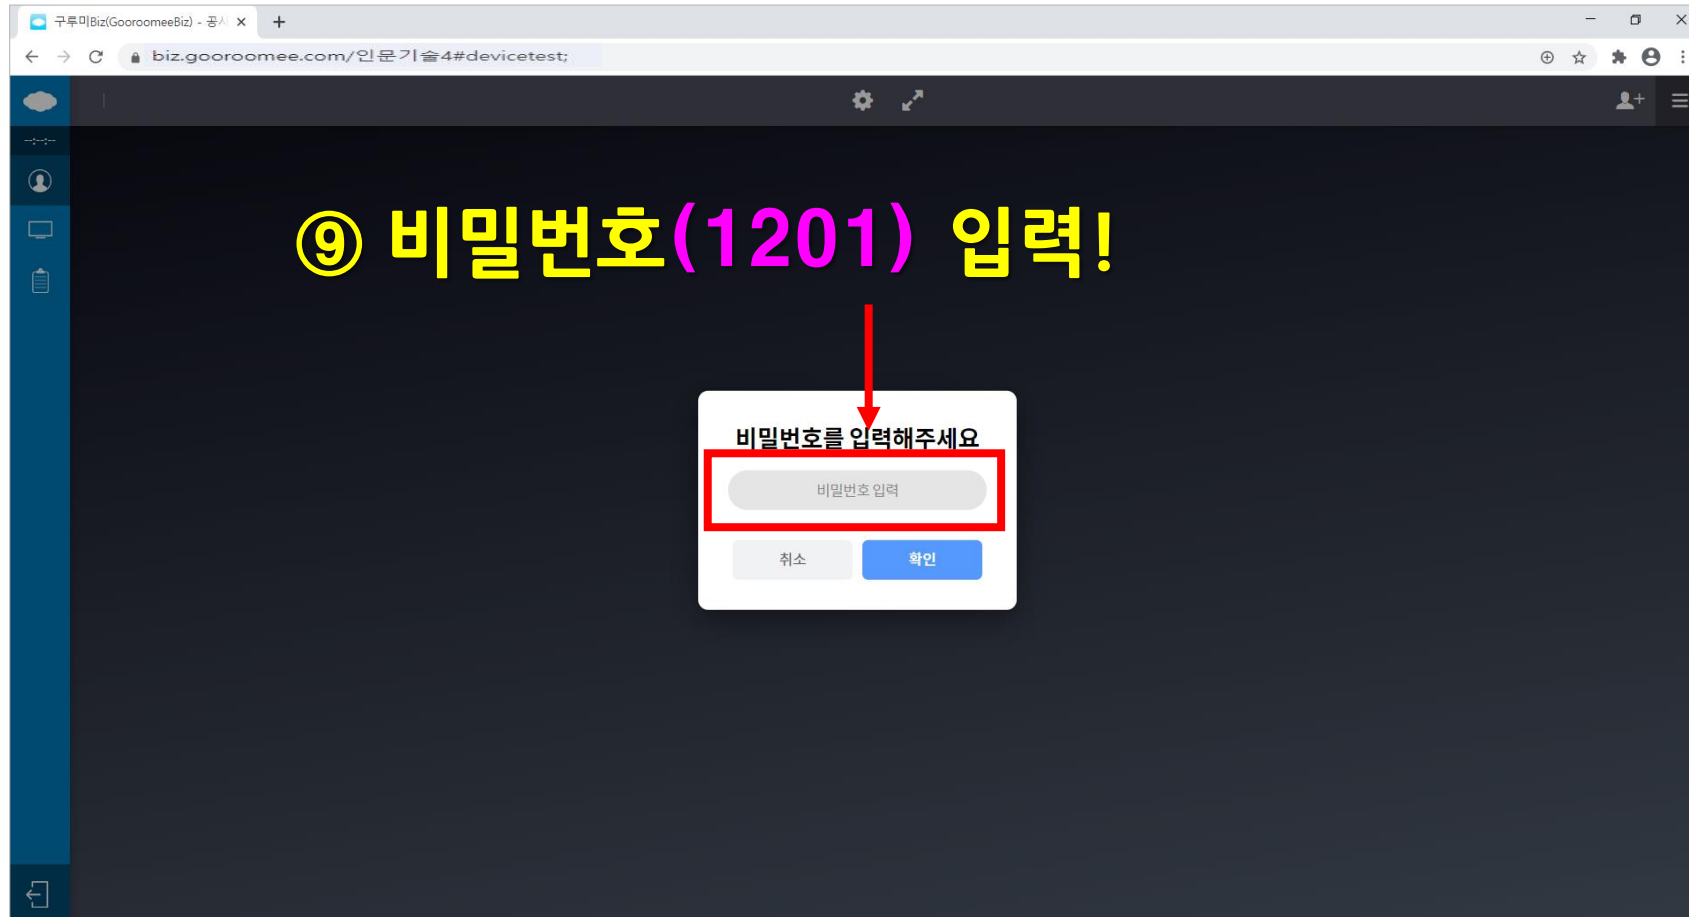 구루미Biz(GooroomeeBiz) - 공
biz.gooroomee.com/인문기술4#devicetest;
--:--:--
⑨ 비밀번호(1201) 입력!
비밀번호를 입력해주세요
비밀번호 입력
취소
확인